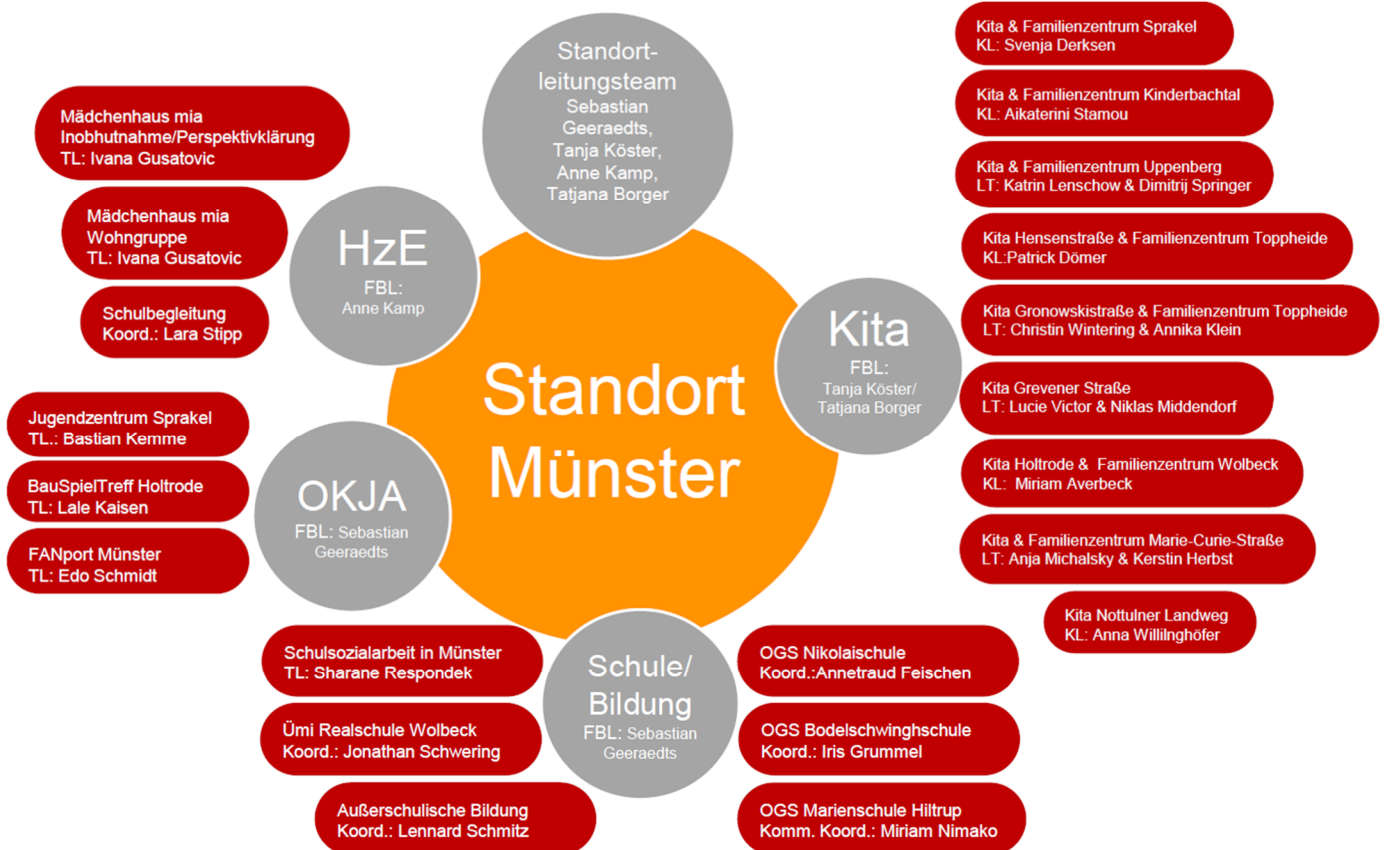 Standort-
leitungsteam
Sebastian
Geeraedts,
Tanja Köster,
Anne Kamp,
Tatjana Borger
Mädchenhaus mia
Inobhutnahme/Perspektivklärung
TL: Ivana Gusatovic
Mädchenhaus mia
Wohngruppe
TL: Ivana Gusatovic
Schulbegleitung
Koord.: Lara Stipp
HzE
FBL:
Anne Kamp
Standort
Münster
Kita
FBL:
Tanja Köster/
Tatjana Borger
Kita & Familienzentrum Sprakel
KL: Svenja Derksen
Kita & Familienzentrum Kinderbachtal
KL: Aikaterini Stamou
Kita & Familienzentrum Uppenberg
LT: Katrin Lenschow & Dimitrij Springer
Kita Hensenstraße & Familienzentrum Toppheide
KL:Patrick Dömer
Kita Gronowskistraße & Familienzentrum Toppheide
LT: Christin Wintering & Annika Klein
Kita Grevener Straße
LT: Lucie Victor & Niklas Middendorf
Kita Holtrode & Familienzentrum Wolbeck
KL: Miriam Averbeck
Kita & Familienzentrum Marie-Curie-Straße
LT: Anja Michalsky & Kerstin Herbst
Kita Nottulner Landweg
KL: Anna Willilnghöfer
Jugendzentrum Sprakel
TL.: Bastian Kemme
BauSpielTreff Holtrode
TL: Lale Kaisen
FANport Münster
TL: Edo Schmidt
OKJA
FBL: Sebastian
Geeraedts
Schulsozialarbeit in Münster
TL: Sharane Respondek
Ümi Realschule Wolbeck
Koord.: Jonathan Schwering
Außerschulische Bildung
Koord.: Lennard Schmitz
Schule/
Bildung
FBL: Sebastian
Geeraedts
OGS Nikolaischule
Koord.:Annetraud Feischen
OGS Bodelschwinghschule
Koord.: Iris Grummel
OGS Marienschule Hiltrup
Komm. Koord.: Miriam Nimako